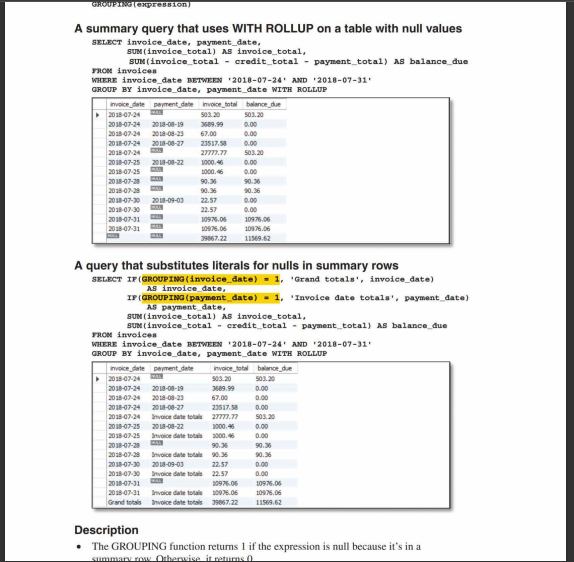 GROUPING(expression)
A summary query that uses WITH ROLLUP on a table with null values
SELECT invoice_date, payment_date,
SUM(invoice_total) AS invoice_total,
SUM(invoice_total - credit_total - payment_total) AS balance_due
FROM invoices
WHERE invoice_date BETWEEN '2018-07-24' AND '2018-07-31'
GROUP BY invoice_date, payment_date WITH ROLLUP
invoice_date payment_date invoice_total balance_due
2018-07-24 NULL 503.20 503.20
2018-07-24 2018-08-19 3689.99 0.00
2018-07-24 2018-08-23 67.00 0.00
2018-07-24 2018-08-27 23517.58 0.00
2018-07-24 NULL 27777.77 503.20
2018-07-25 2018-08-22 1000.46 0.00
2018-07-25 NULL 1000.46 0.00
2018-07-28 NULL 90.36 90.36
2018-07-28 NULL 90.36 90.36
2018-07-30 2018-09-03 22.57 0.00
2018-07-30 NULL 22.57 0.00
2018-07-31 NULL 10976.06 10976.06
2018-07-31 NULL 10976.06 10976.06
NULL NULL 39867.22 11569.62
A query that substitutes literals for nulls in summary rows
SELECT IF(GROUPING(invoice_date) = 1, 'Grand totals', invoice_date)
AS invoice_date,
IF(GROUPING(payment_date) = 1, 'Invoice date totals', payment_date)
AS payment_date,
SUM(invoice_total) AS invoice_total,
SUM(invoice_total - credit_total - payment_total) AS balance_due
FROM invoices
WHERE invoice_date BETWEEN '2018-07-24' AND '2018-07-31'
GROUP BY invoice_date, payment_date WITH ROLLUP
invoice_date payment_date invoice_total balance_due
2018-07-24 NULL 503.20 503.20
2018-07-24 2018-08-19 3689.99 0.00
2018-07-24 2018-08-23 67.00 0.00
2018-07-24 2018-08-27 23517.58 0.00
2018-07-24 Invoice date totals 27777.77 503.20
2018-07-25 2018-08-22 1000.46 0.00
2018-07-25 Invoice date totals 1000.46 0.00
2018-07-28 NULL 90.36 90.36
2018-07-28 Invoice date totals 90.36 90.36
2018-07-30 2018-09-03 22.57 0.00
2018-07-30 Invoice date totals 22.57 0.00
2018-07-31 NULL 10976.06 10976.06
2018-07-31 Invoice date totals 10976.06 10976.06
Grand totals Invoice date totals 39867.22 11569.62
Description
• The GROUPING function returns 1 if the expression is null because it's in a
summary row. Otherwise, it returns 0